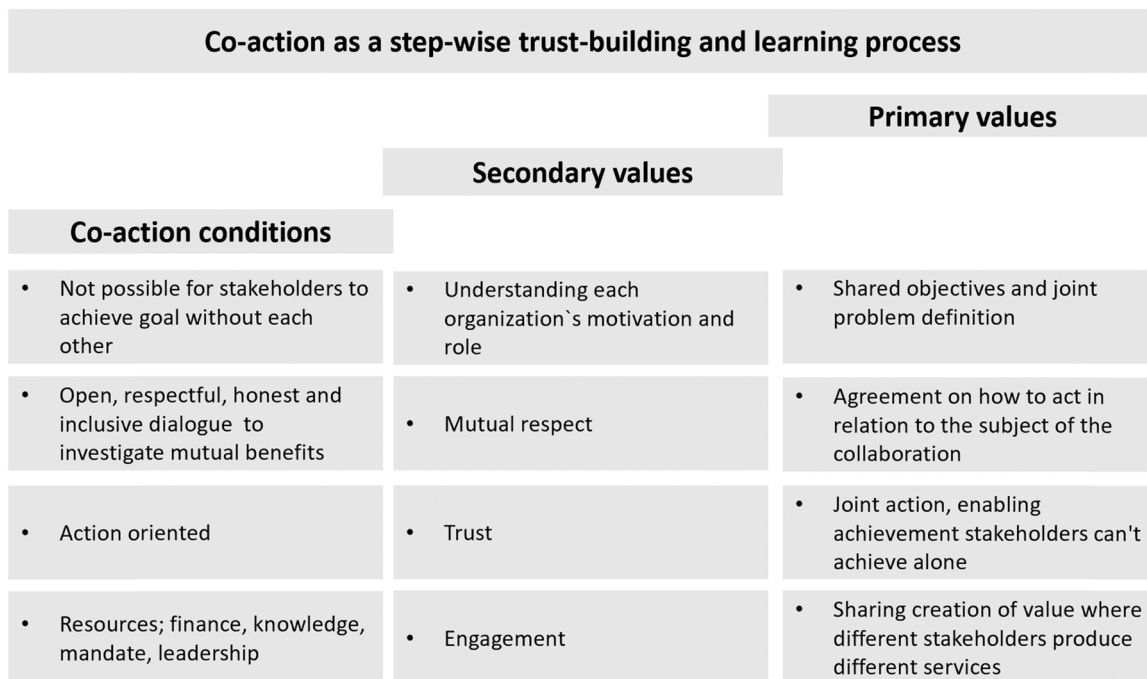 Co-action as a step-wise trust-building and learning process
Primary values
Secondary values
Co-action conditions
• Not possible for stakeholders to
achieve goal without each
other
• Understanding each
organization`s motivation and
role
• Shared objectives and joint
problem definition
• Open, respectful, honest and
inclusive dialogue  to
investigate mutual benefits
• Mutual respect
• Agreement on how to act in
relation to the subject of the
collaboration
• Action oriented
• Trust
• Joint action, enabling
achievement stakeholders can't
achieve alone
• Resources; finance, knowledge,
mandate, leadership
• Engagement
• Sharing creation of value where
different stakeholders produce
different services